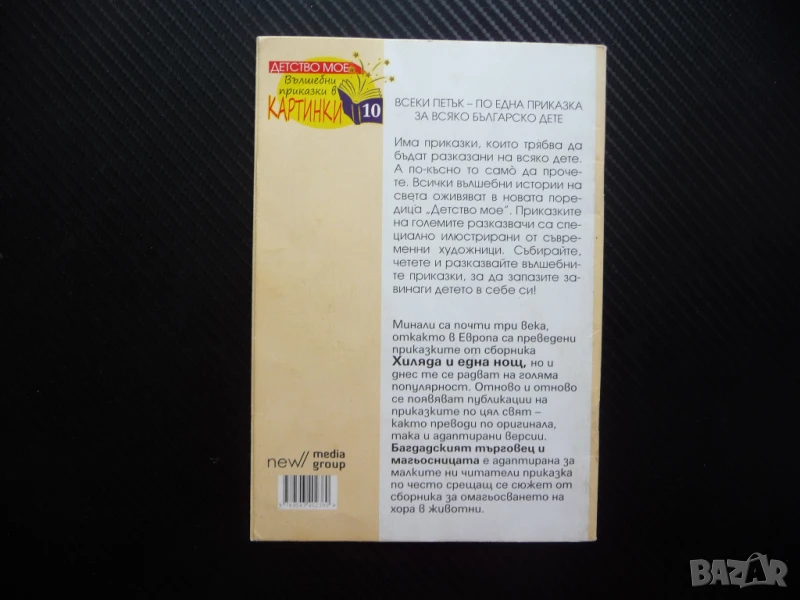 ДЕТСТВО МОЕ
Вълшебни
приказки в
КАРТИНКИ
10
ВСЕКИ ПЕТЪК – ПО ЕДНА ПРИКАЗКА
ЗА ВСЯКО БЪЛГАРСКО ДЕТЕ
Има приказки, които трябва да
бъдат разказани на всяко дете.
А по-късно то само̀ да проче-
те. Всички вълшебни истории на
света оживяват в новата поре-
дица „Детство мое“. Приказките
на големите разказвачи са спе-
циално илюстрирани от съвре-
менни художници. Събирайте,
четете и разказвайте вълшебни-
те приказки, за да запазите за-
винаги детето в себе си!
Минали са почти три века,
откакто в Европа са преведени
приказките от сборника
Хиляда и една нощ, но и
днес те се радват на голяма
популярност. Отново и отново
се появяват публикации на
приказките по цял свят –
както преводи по оригинала,
така и адаптирани версии.
Багдадският търговец и
магьосницата е адаптирана за
малките ни читатели приказка
по често срещащ се сюжет от
сборника за омагьосването на
хора в животни.
new// media
group
BAZAR